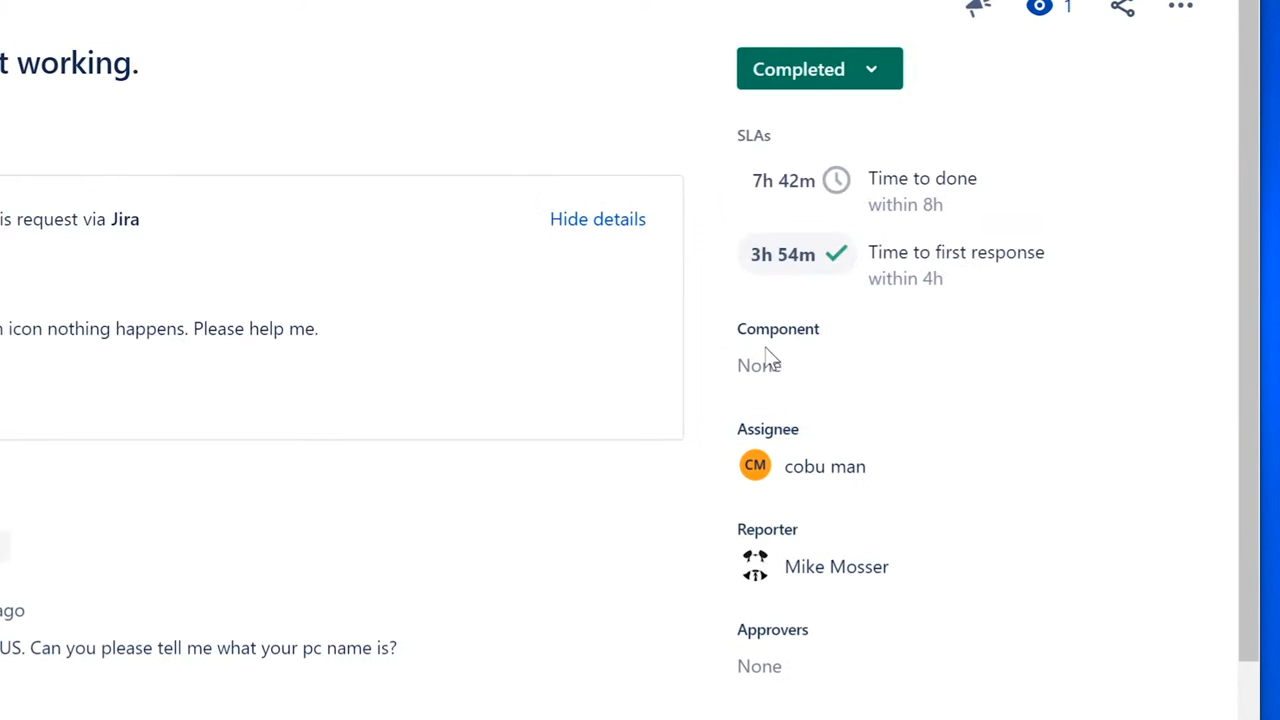 1
t working.
Completed
SLAs
7h 42m Time to done
within 8h
is request via Jira Hide details
3h 54m Time to first response
within 4h
icon nothing happens. Please help me.
Component
None
Assignee
CM cobu man
Reporter
Mike Mosser
ago
Approvers
US. Can you please tell me what your pc name is?
None